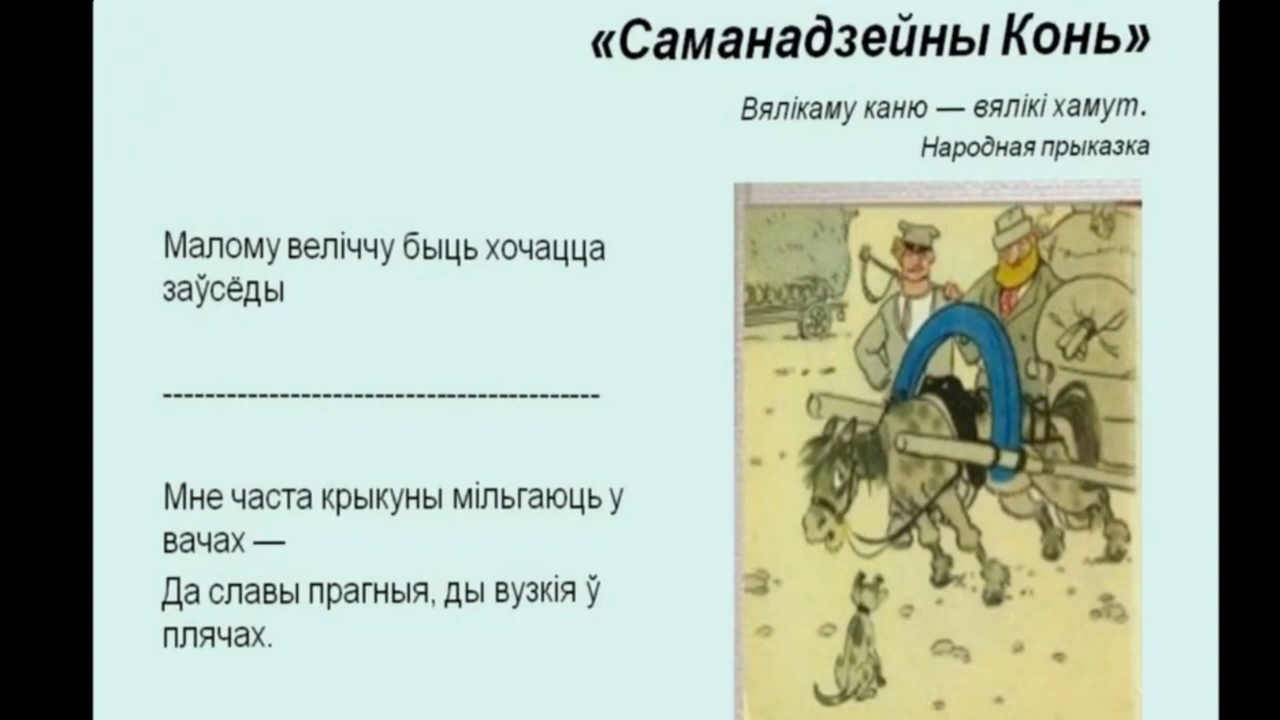 «Саманадзейны Конь»
Вялікаму каню — вялікі хамут.
Народная прыказка
Малому веліччу быць хочацца
заўсёды
------------------------------------------
Мне часта крыкуны мільгаюць у
вачах —
Да славы прагныя, ды вузкія ў
плячах.